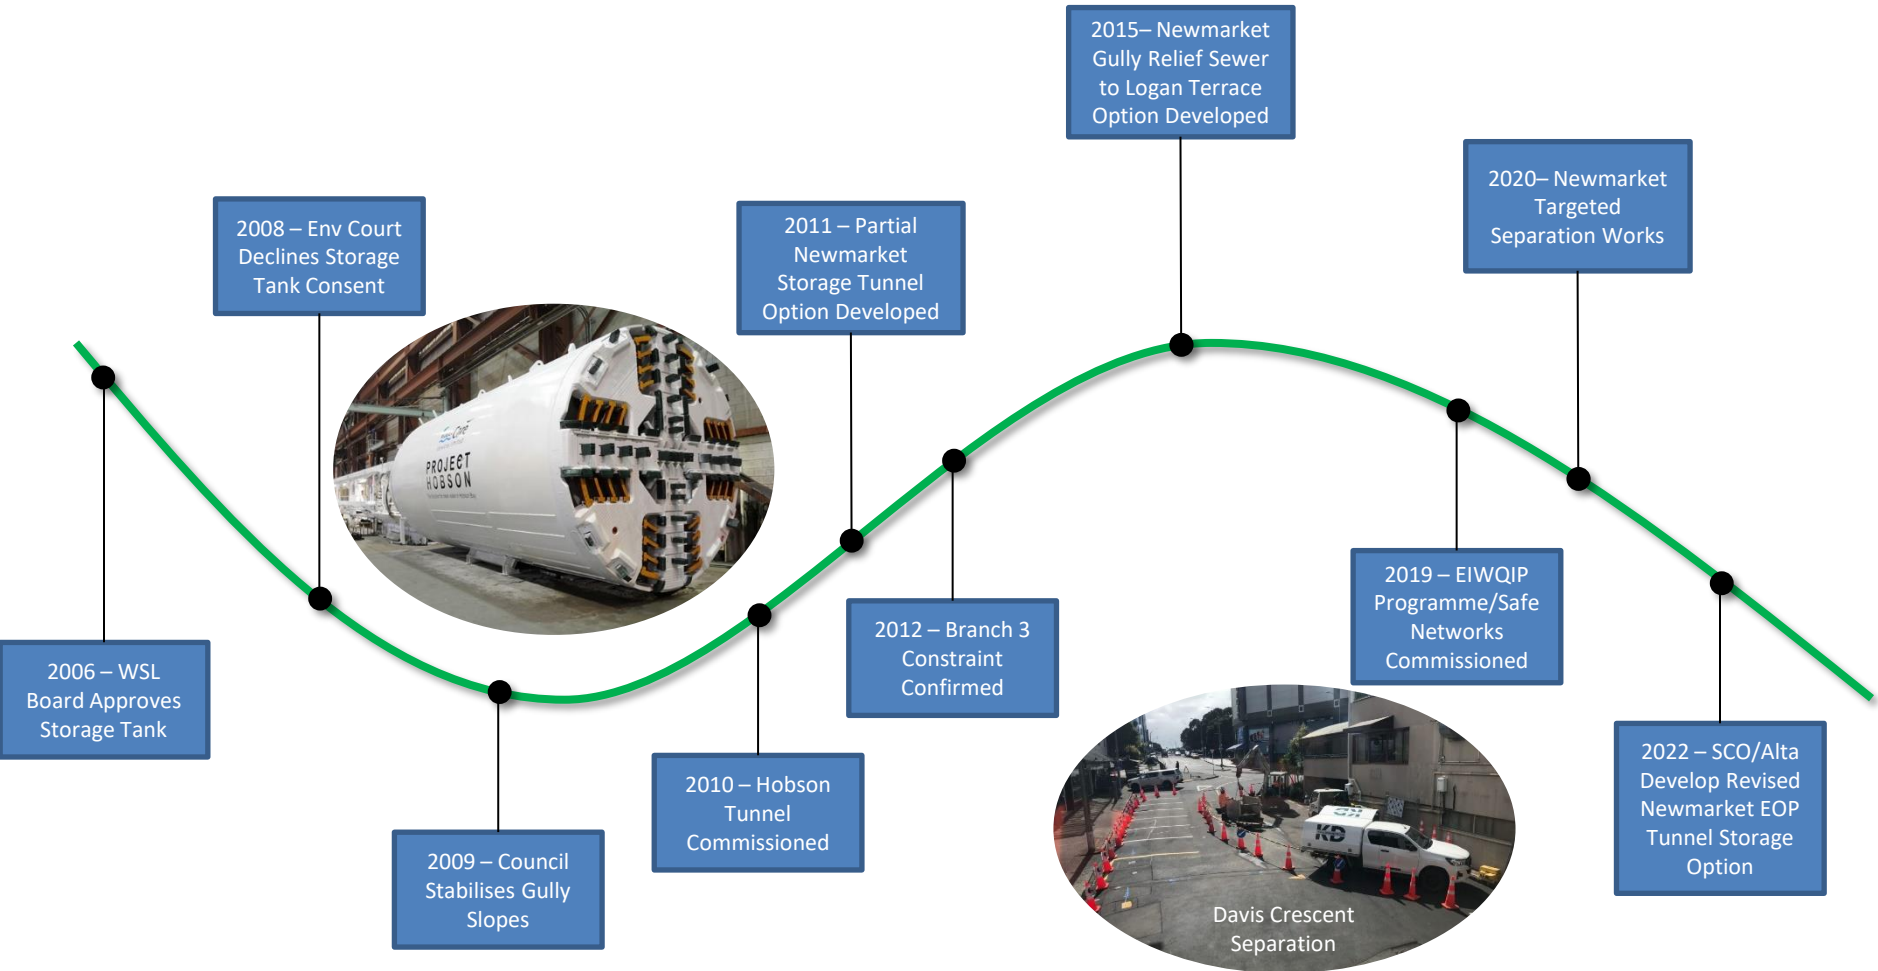 2006 – WSL
Board Approves
Storage Tank
2008 – Env Court
Declines Storage
Tank Consent
2009 – Council
Stabilises Gully
Slopes
PROJECT
HOBSON
2010 – Hobson
Tunnel
Commissioned
2011 – Partial
Newmarket
Storage Tunnel
Option Developed
2012 – Branch 3
Constraint
Confirmed
2015– Newmarket
Gully Relief Sewer
to Logan Terrace
Option Developed
2019 – EIWQIP
Programme/Safe
Networks
Commissioned
2020– Newmarket
Targeted
Separation Works
2022 – SCO/Alta
Develop Revised
Newmarket EOP
Tunnel Storage
Option
Davis Crescent
Separation